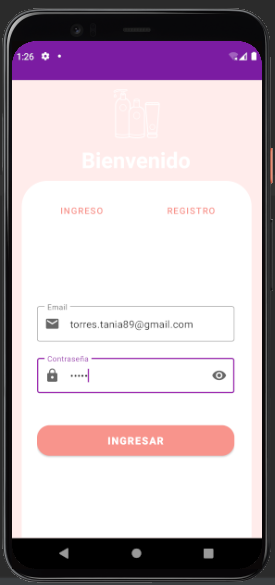 1:26
Bienvenido
INGRESO REGISTRO
Email
torres.tania89@gmail.com
Contraseña
•••••
INGRESAR